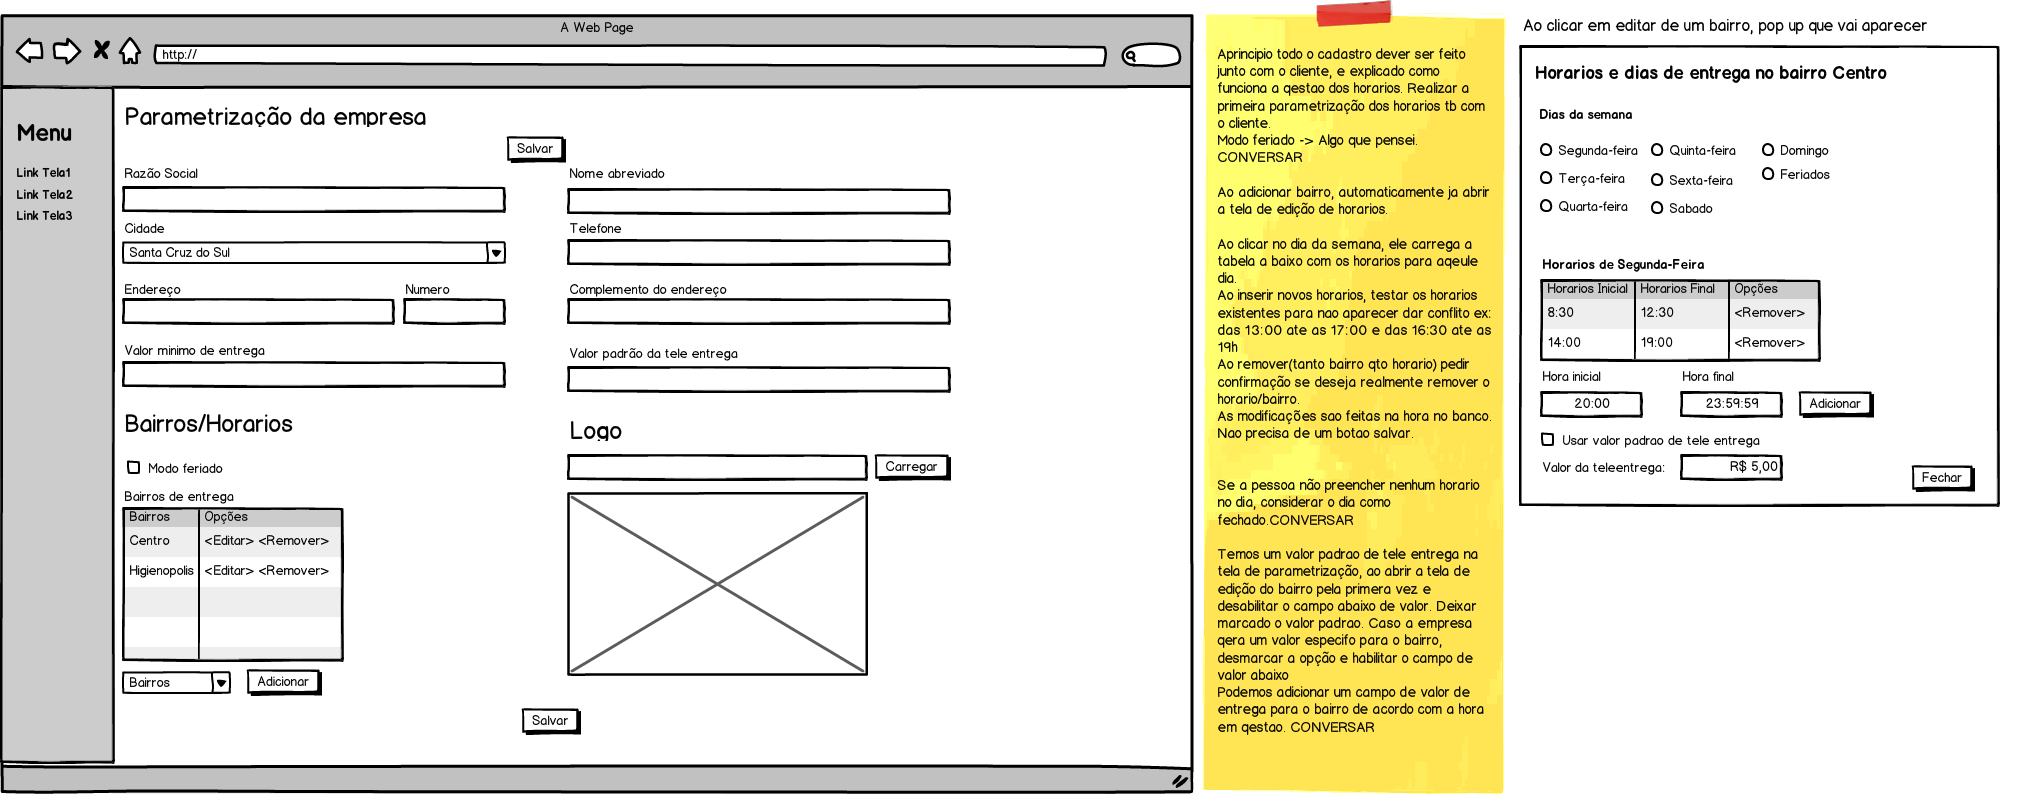 A Web Page
http://
Menu
Link Tela1
Link Tela2
Link Tela3
Parametrização da empresa
Salvar
Razão Social
Nome abreviado
Cidade
Telefone
Santa Cruz do Sul
Endereço
Numero
Complemento do endereço
Valor minimo de entrega
Valor padrão da tele entrega
Bairros/Horarios
Logo
Modo feriado
Carregar
Bairros de entrega
Bairros
Opções
Centro
<Editar> <Remover>
Higienopolis
<Editar> <Remover>
Bairros
Adicionar
Salvar
Aprincipio todo o cadastro dever ser feito
junto com o cliente, e explicado como
funciona a qestao dos horarios. Realizar a
primeira parametrização dos horarios tb com
o cliente.
Modo feriado -> Algo que pensei.
CONVERSAR
Ao adicionar bairro, automaticamente ja abrir
a tela de edição de horarios.
Ao clicar no dia da semana, ele carrega a
tabela a baixo com os horarios para aqeule
dia.
Ao inserir novos horarios, testar os horarios
existentes para nao aparecer dar conflito ex:
das 13:00 ate as 17:00 e das 16:30 ate as
19h
Ao remover(tanto bairro qto horario) pedir
confirmação se deseja realmente remover o
horario/bairro.
As modificações sao feitas na hora no banco.
Nao precisa de um botao salvar.
Se a pessoa não preencher nenhum horario
no dia, considerar o dia como
fechado.CONVERSAR
Temos um valor padrao de tele entrega na
tela de parametrização, ao abrir a tela de
edição do bairro pela primera vez e
desabilitar o campo abaixo de valor. Deixar
marcado o valor padrao. Caso a empresa
qera um valor especifo para o bairro,
desmarcar a opção e habilitar o campo de
valor abaixo
Podemos adicionar um campo de valor de
entrega para o bairro de acordo com a hora
em qestao. CONVERSAR
Ao clicar em editar de um bairro, pop up que vai aparecer
Horarios e dias de entrega no bairro Centro
Dias da semana
Segunda-feira
Quinta-feira
Domingo
Terça-feira
Sexta-feira
Feriados
Quarta-feira
Sabado
Horarios de Segunda-Feira
Horarios Inicial
Horarios Final
Opções
8:30
12:30
<Remover>
14:00
19:00
<Remover>
Hora inicial
Hora final
20:00
23:59:59
Adicionar
Usar valor padrao de tele entrega
Valor da teleentrega:
R$ 5,00
Fechar